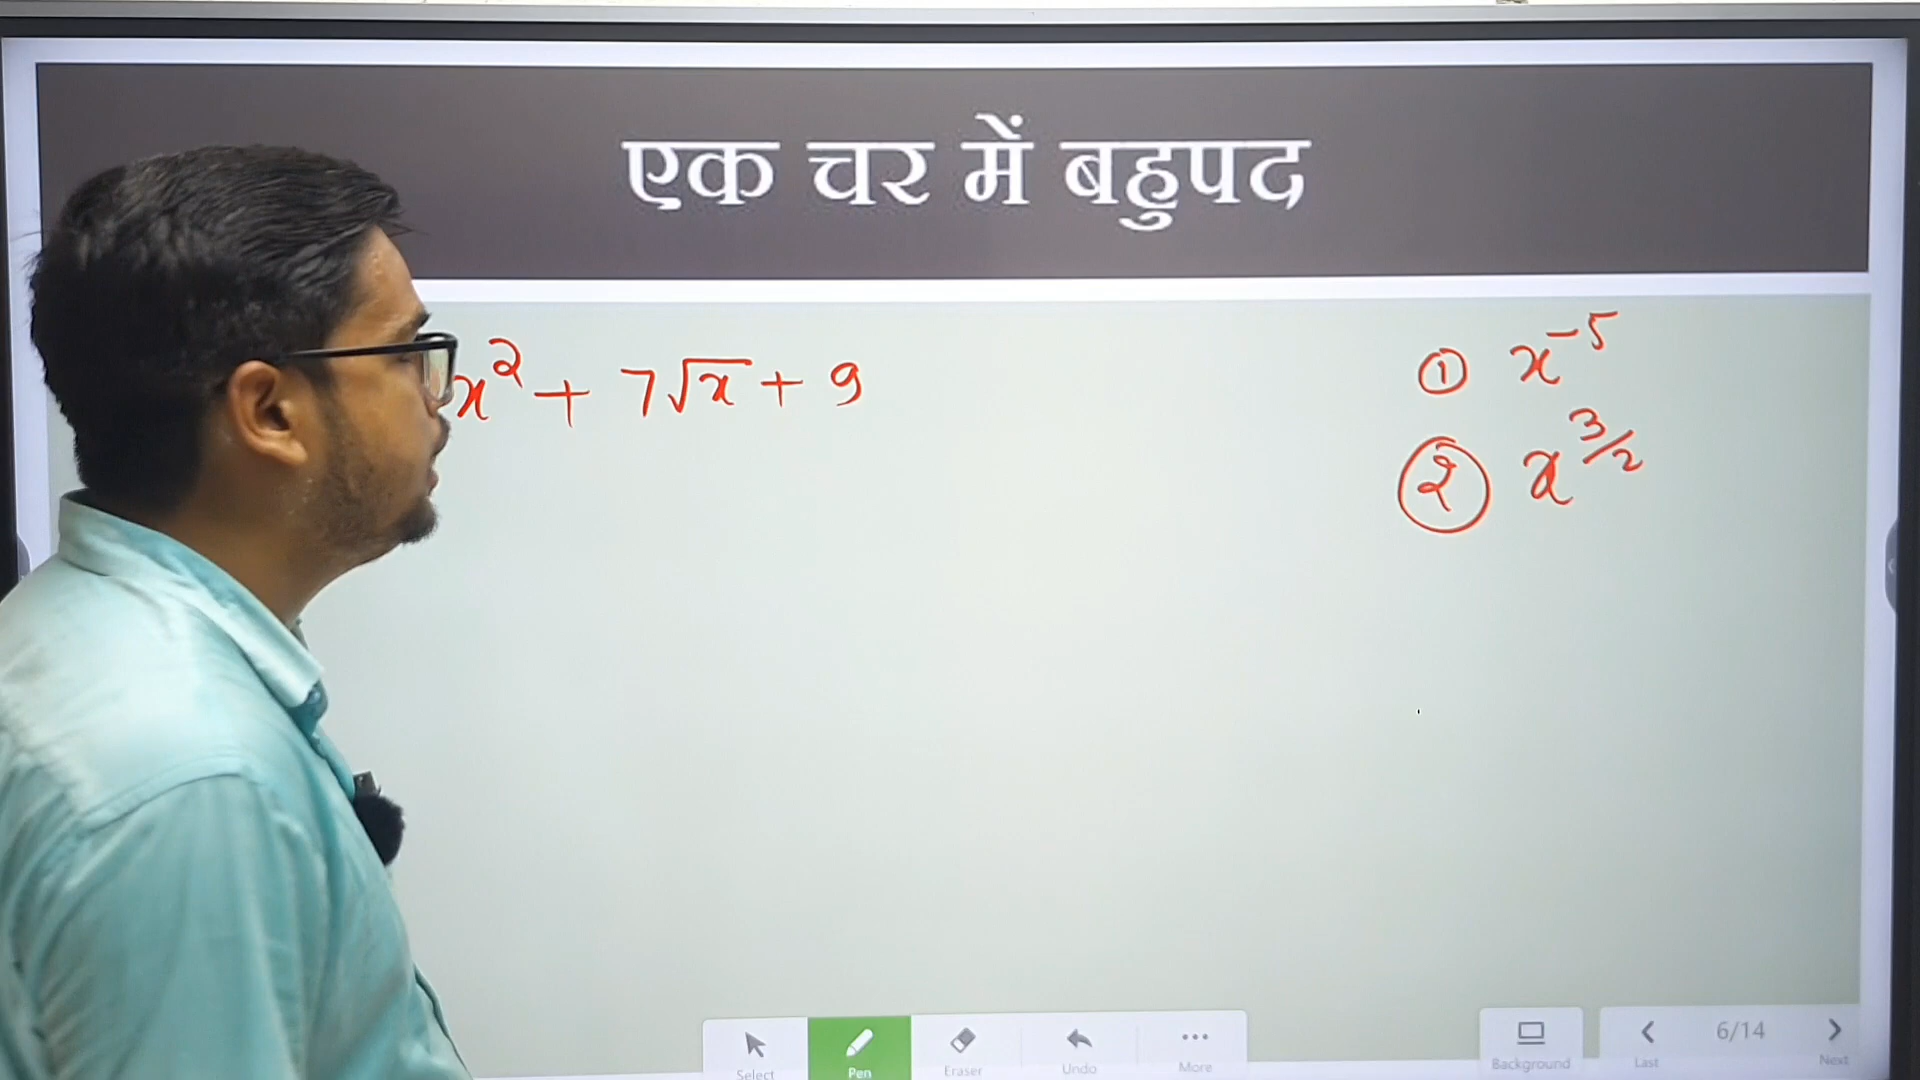 एक चर में बहुपद
x² + 7√x + 9
① x⁻⁵
② x^3/2
Select Pen Eraser Undo More
Background
Last 6/14 Next